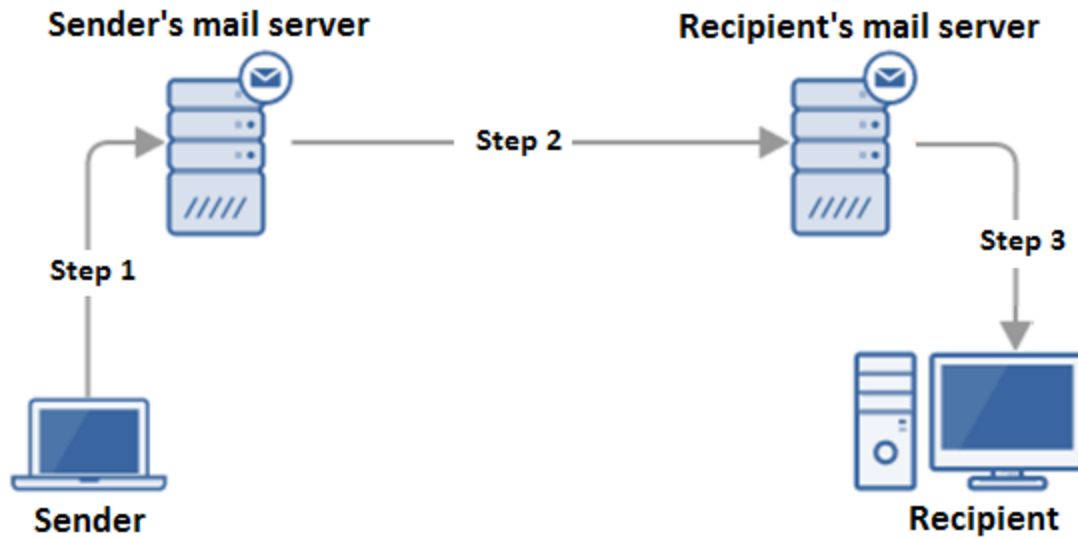 Sender's mail server
Recipient's mail server
Step 2
Step 1
Step 3
Sender
Recipient